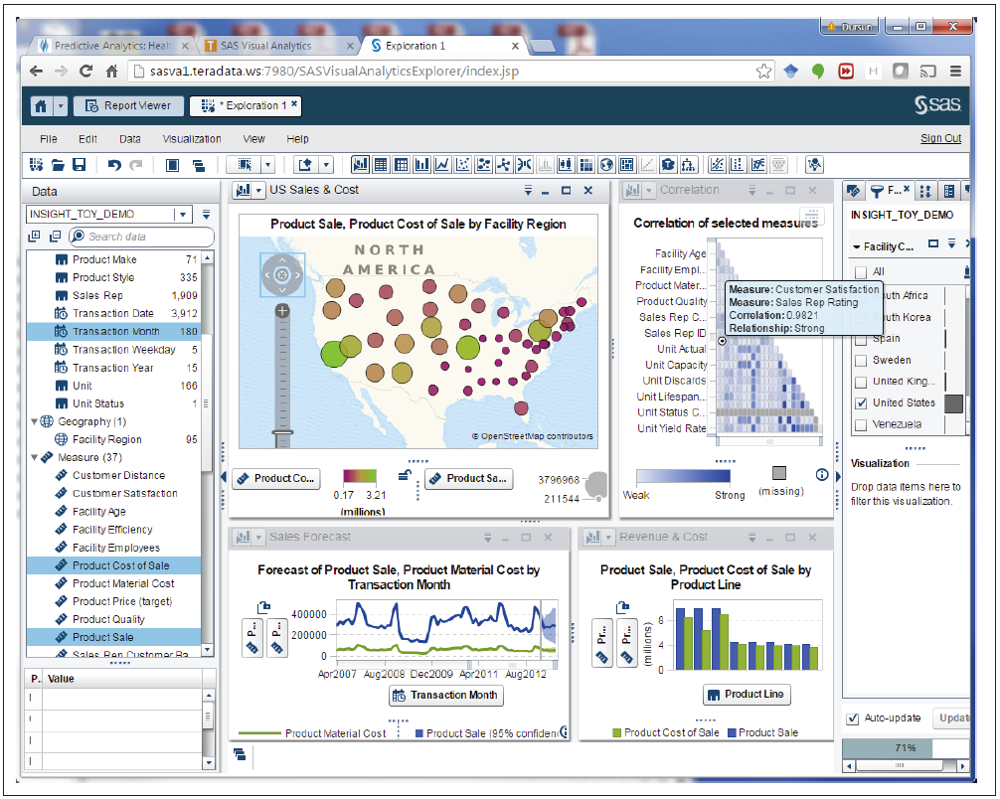 Dursun
Predictive Analytics: Healt
SAS Visual Analytics
Exploration 1
sasva1.teradata.ws:7980/SASVisualAnalyticsExplorer/index.jsp
Report Viewer
* Exploration 1
sas
File Edit Data Visualization View Help
Sign Out
Data
INSIGHT_TOY_DEMO
Search data
Product Make 71
Product Style 335
Sales Rep 1,909
Transaction Date 3,912
Transaction Month 180
Transaction Weekday 5
Transaction Year 15
Unit 166
Unit Status 1
Geography (1)
Facility Region 95
Measure (37)
Customer Distance
Customer Satisfaction
Facility Age
Facility Efficiency
Facility Employees
Product Cost of Sale
Product Material Cost
Product Price (target)
Product Quality
Product Sale
Sales Rep Customer Ba
P.. Value
US Sales & Cost
Product Sale, Product Cost of Sale by Facility Region
NORTH
AMERICA
© OpenStreetMap contributors
Product Co...
0.17 3.21
(millions)
Product Sa...
3796968
211544
Correlation
Correlation of selected measures
Facility Age
Facility Empl...
Product Mater...
Product Quality
Sales Rep C...
Sales Rep ID
Unit Actual
Unit Capacity
Unit Discards
Unit Lifespan...
Unit Status C...
Unit Yield Rate
Measure: Customer Satisfaction
Measure: Sales Rep Rating
Correlation: 0.9821
Relationship: Strong
Weak Strong
(missing)
Sales Forecast
Forecast of Product Sale, Product Material Cost by
Transaction Month
P...
P...
400000
200000
0
Apr2007 Aug2008 Dec2009 Apr2011 Aug2012
Transaction Month
Product Material Cost
Product Sale (95% confiden
Revenue & Cost
Product Sale, Product Cost of Sale by
Product Line
Pr...
Pr...
(millions)
8
4
0
Product Line
Product Cost of Sale
Product Sale
F...
INSIGHT_TOY_DEMO
Facility C...
All
outh Africa
outh Korea
Spain
Sweden
United King...
United States
Venezuela
Visualization
Drop data items here to
filter this visualization.
Auto-update
Updat
71%